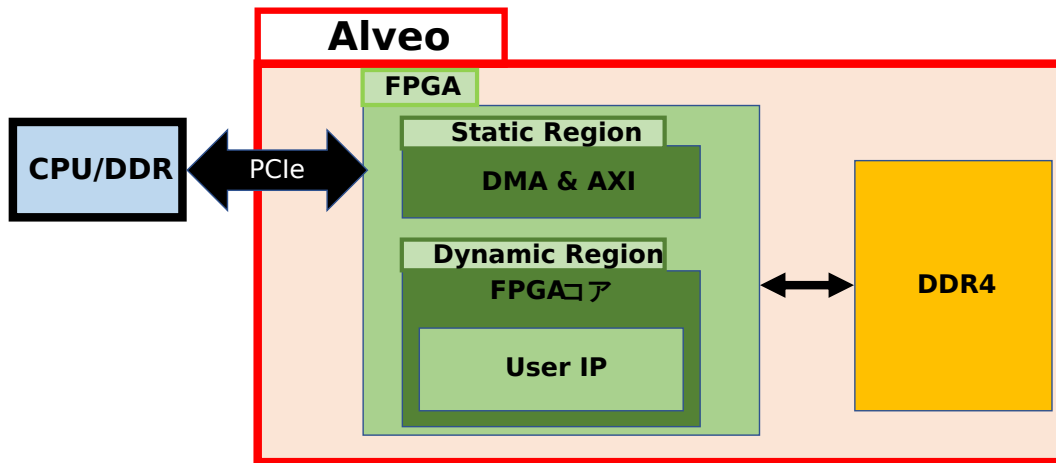 Alveo
FPGA
CPU/DDR
PCIe
Static Region
DMA & AXI
Dynamic Region
FPGAコア
User IP
DDR4